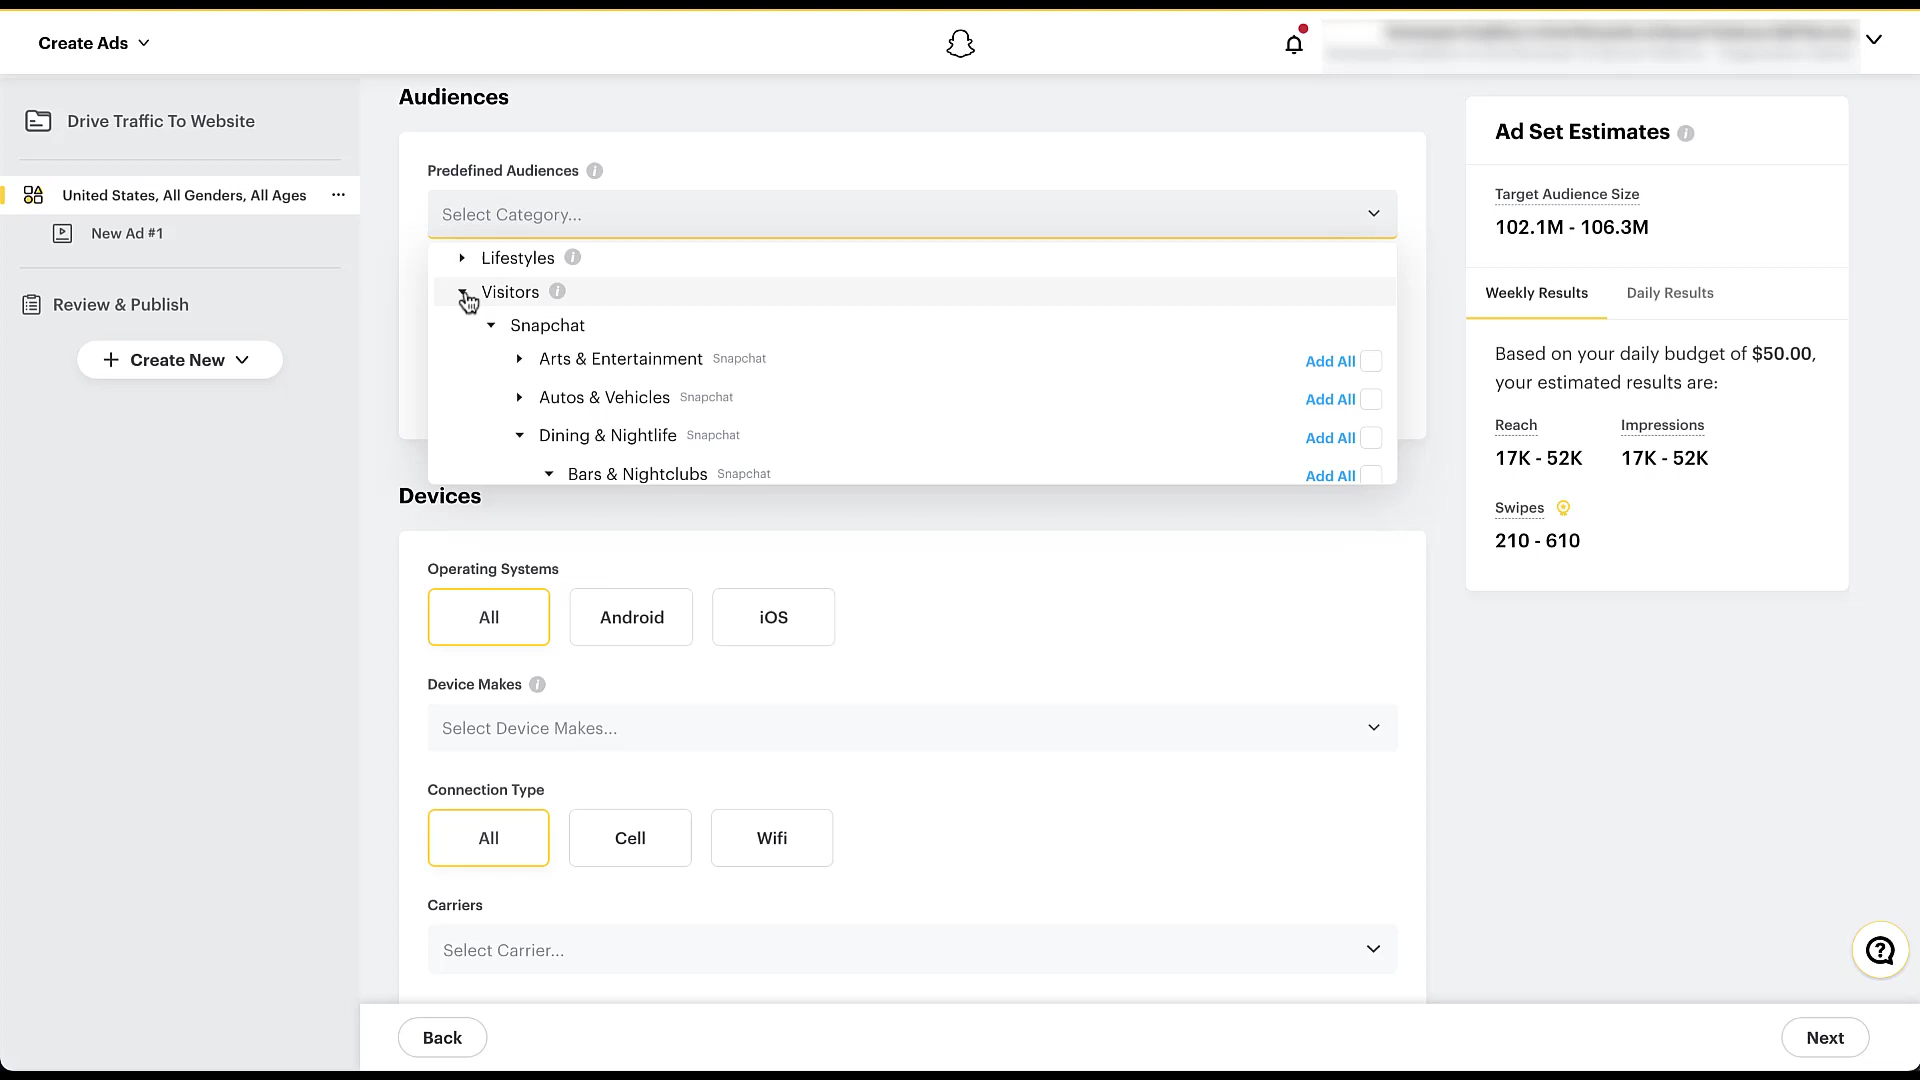 Create Ads
Drive Traffic To Website
United States, All Genders, All Ages
New Ad #1
Review & Publish
Create New
Audiences
Predefined Audiences
Select Category...
Lifestyles
Visitors
Snapchat
Arts & Entertainment Snapchat Add All
Autos & Vehicles Snapchat Add All
Dining & Nightlife Snapchat Add All
Bars & Nightclubs Snapchat Add All
Devices
Operating Systems
All Android iOS
Device Makes
Select Device Makes...
Connection Type
All Cell Wifi
Carriers
Select Carrier...
Back
Next
Ad Set Estimates
Target Audience Size
102.1M - 106.3M
Weekly Results Daily Results
Based on your daily budget of $50.00,
your estimated results are:
Reach Impressions
17K - 52K 17K - 52K
Swipes
210 - 610